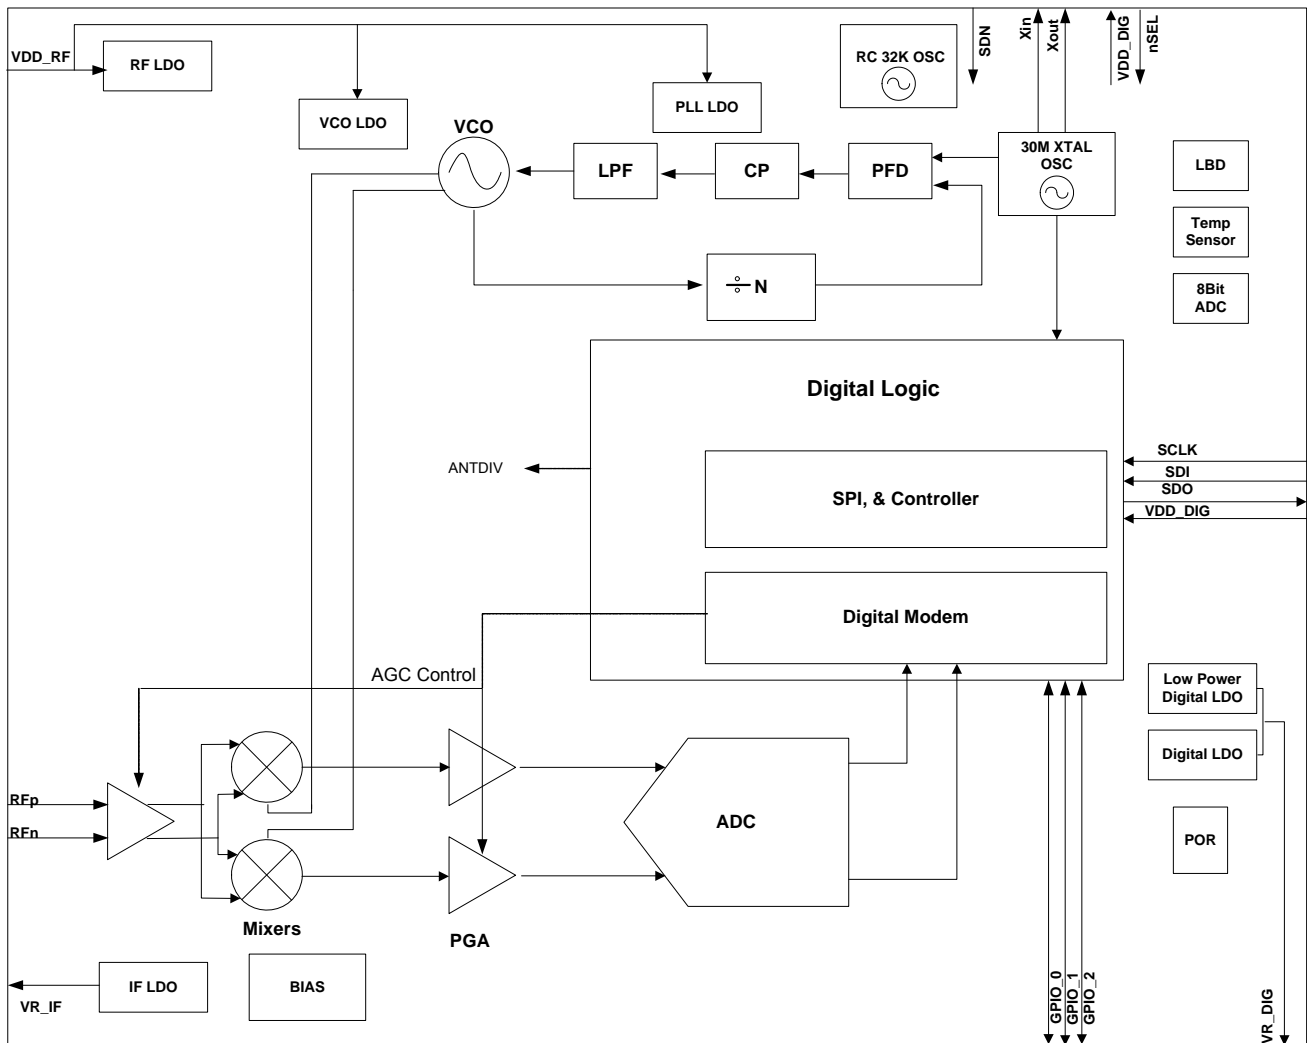 VDD_RF
RF LDO
VCO LDO
PLL LDO
RC 32K OSC
SDN
Xin
Xout
VDD_DIG
nSEL
VCO
LPF
CP
PFD
30M XTAL
OSC
LBD
Temp
Sensor
8Bit
ADC
÷ N
Digital Logic
ANTDIV
SPI, & Controller
SCLK
SDI
SDO
VDD_DIG
Digital Modem
AGC Control
Low Power
Digital LDO
Digital LDO
RFp
RFn
ADC
POR
Mixers
PGA
IF LDO
BIAS
VR_IF
GPIO_0
GPIO_1
GPIO_2
VR_DIG